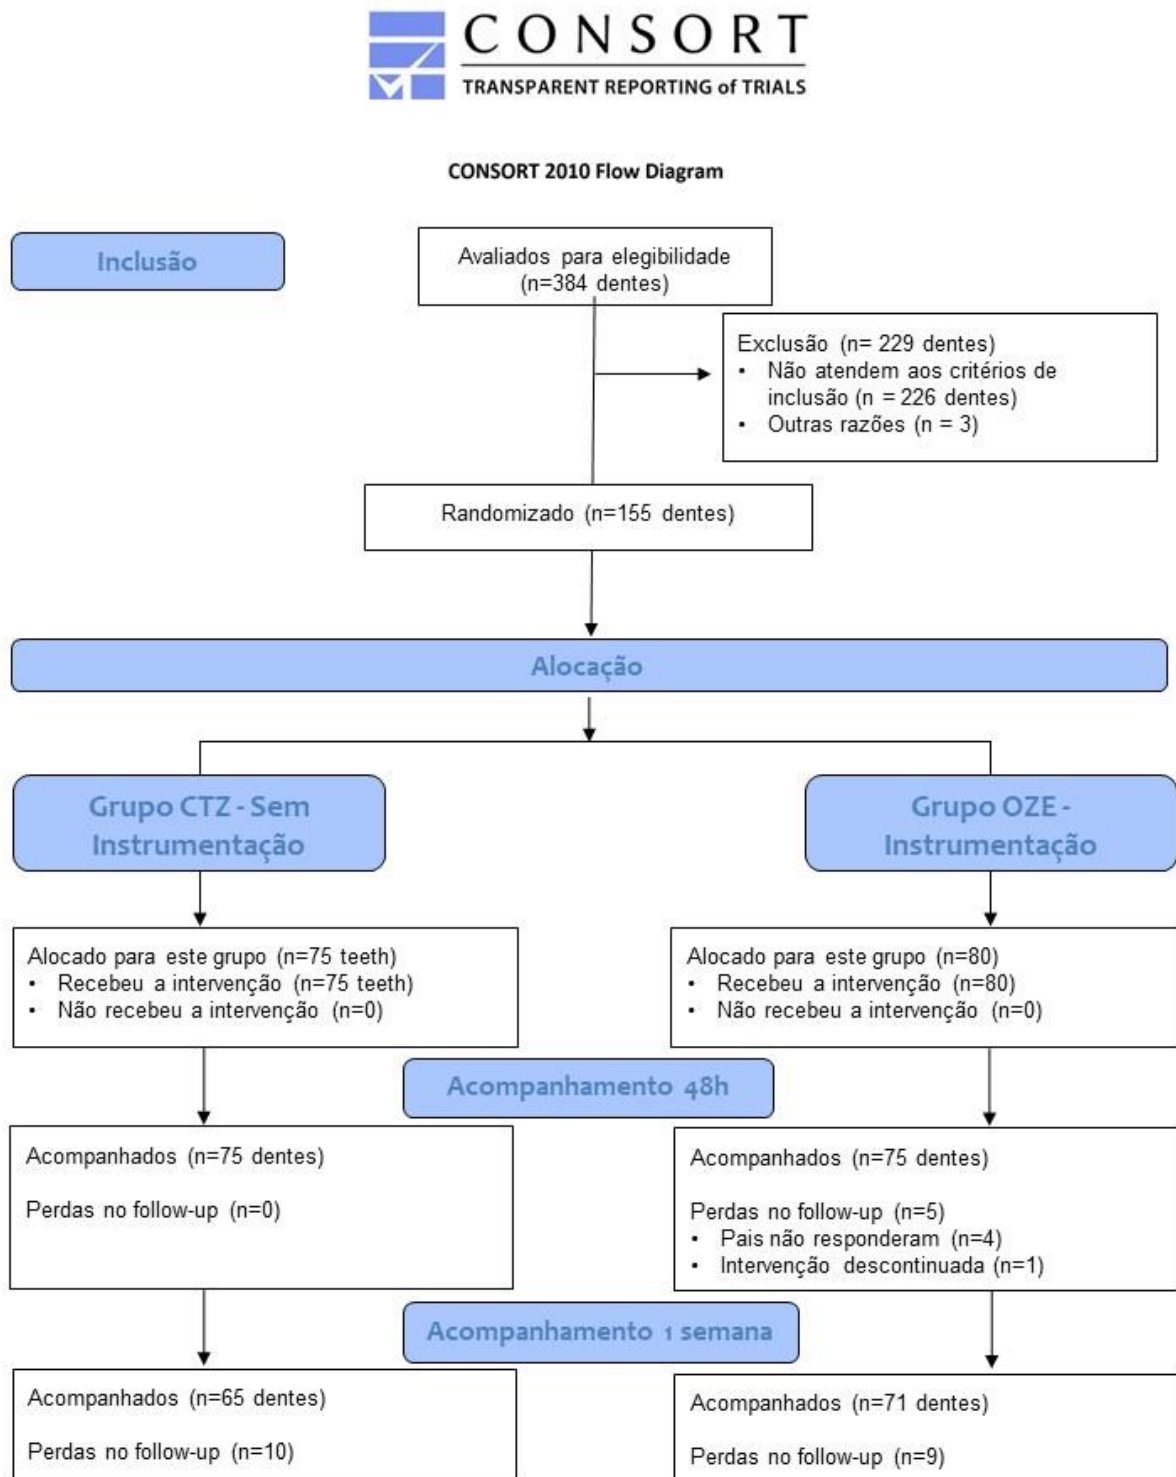 CONSORT
TRANSPARENT REPORTING of TRIALS
CONSORT 2010 Flow Diagram
Inclusão
Avaliados para elegibilidade
(n=384 dentes)
Exclusão (n= 229 dentes)
• Não atendem aos critérios de
inclusão (n = 226 dentes)
• Outras razões (n = 3)
Randomizado (n=155 dentes)
Alocação
Grupo CTZ - Sem
Instrumentação
Grupo OZE -
Instrumentação
Alocado para este grupo (n=75 teeth)
• Recebeu a intervenção (n=75 teeth)
• Não recebeu a intervenção (n=0)
Alocado para este grupo (n=80)
• Recebeu a intervenção (n=80)
• Não recebeu a intervenção (n=0)
Acompanhamento 48h
Acompanhados (n=75 dentes)
Perdas no follow-up (n=0)
Acompanhados (n=75 dentes)
Perdas no follow-up (n=5)
• Pais não responderam (n=4)
• Intervenção descontinuada (n=1)
Acompanhamento 1 semana
Acompanhados (n=65 dentes)
Perdas no follow-up (n=10)
Acompanhados (n=71 dentes)
Perdas no follow-up (n=9)